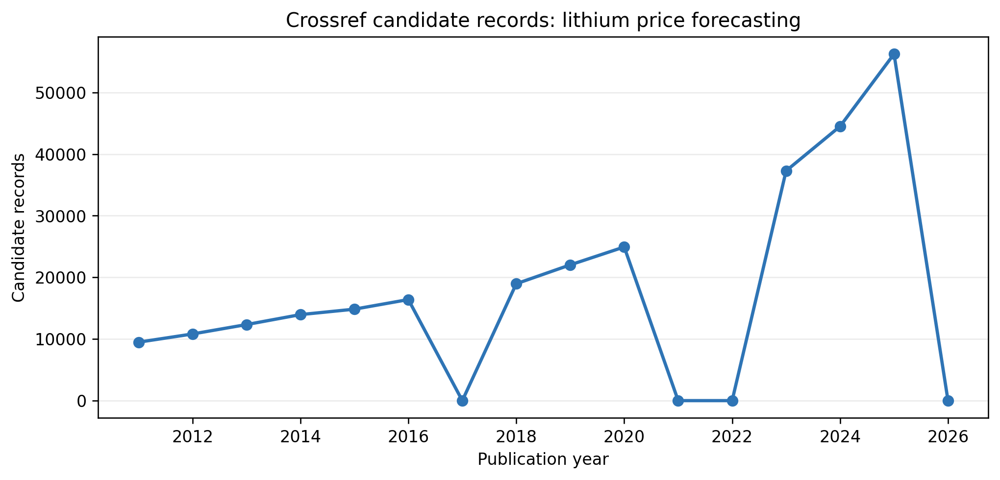 Crossref candidate records: lithium price forecasting
Candidate records
50000
40000
30000
20000
10000
0
2012 2014 2016 2018 2020 2022 2024 2026
Publication year